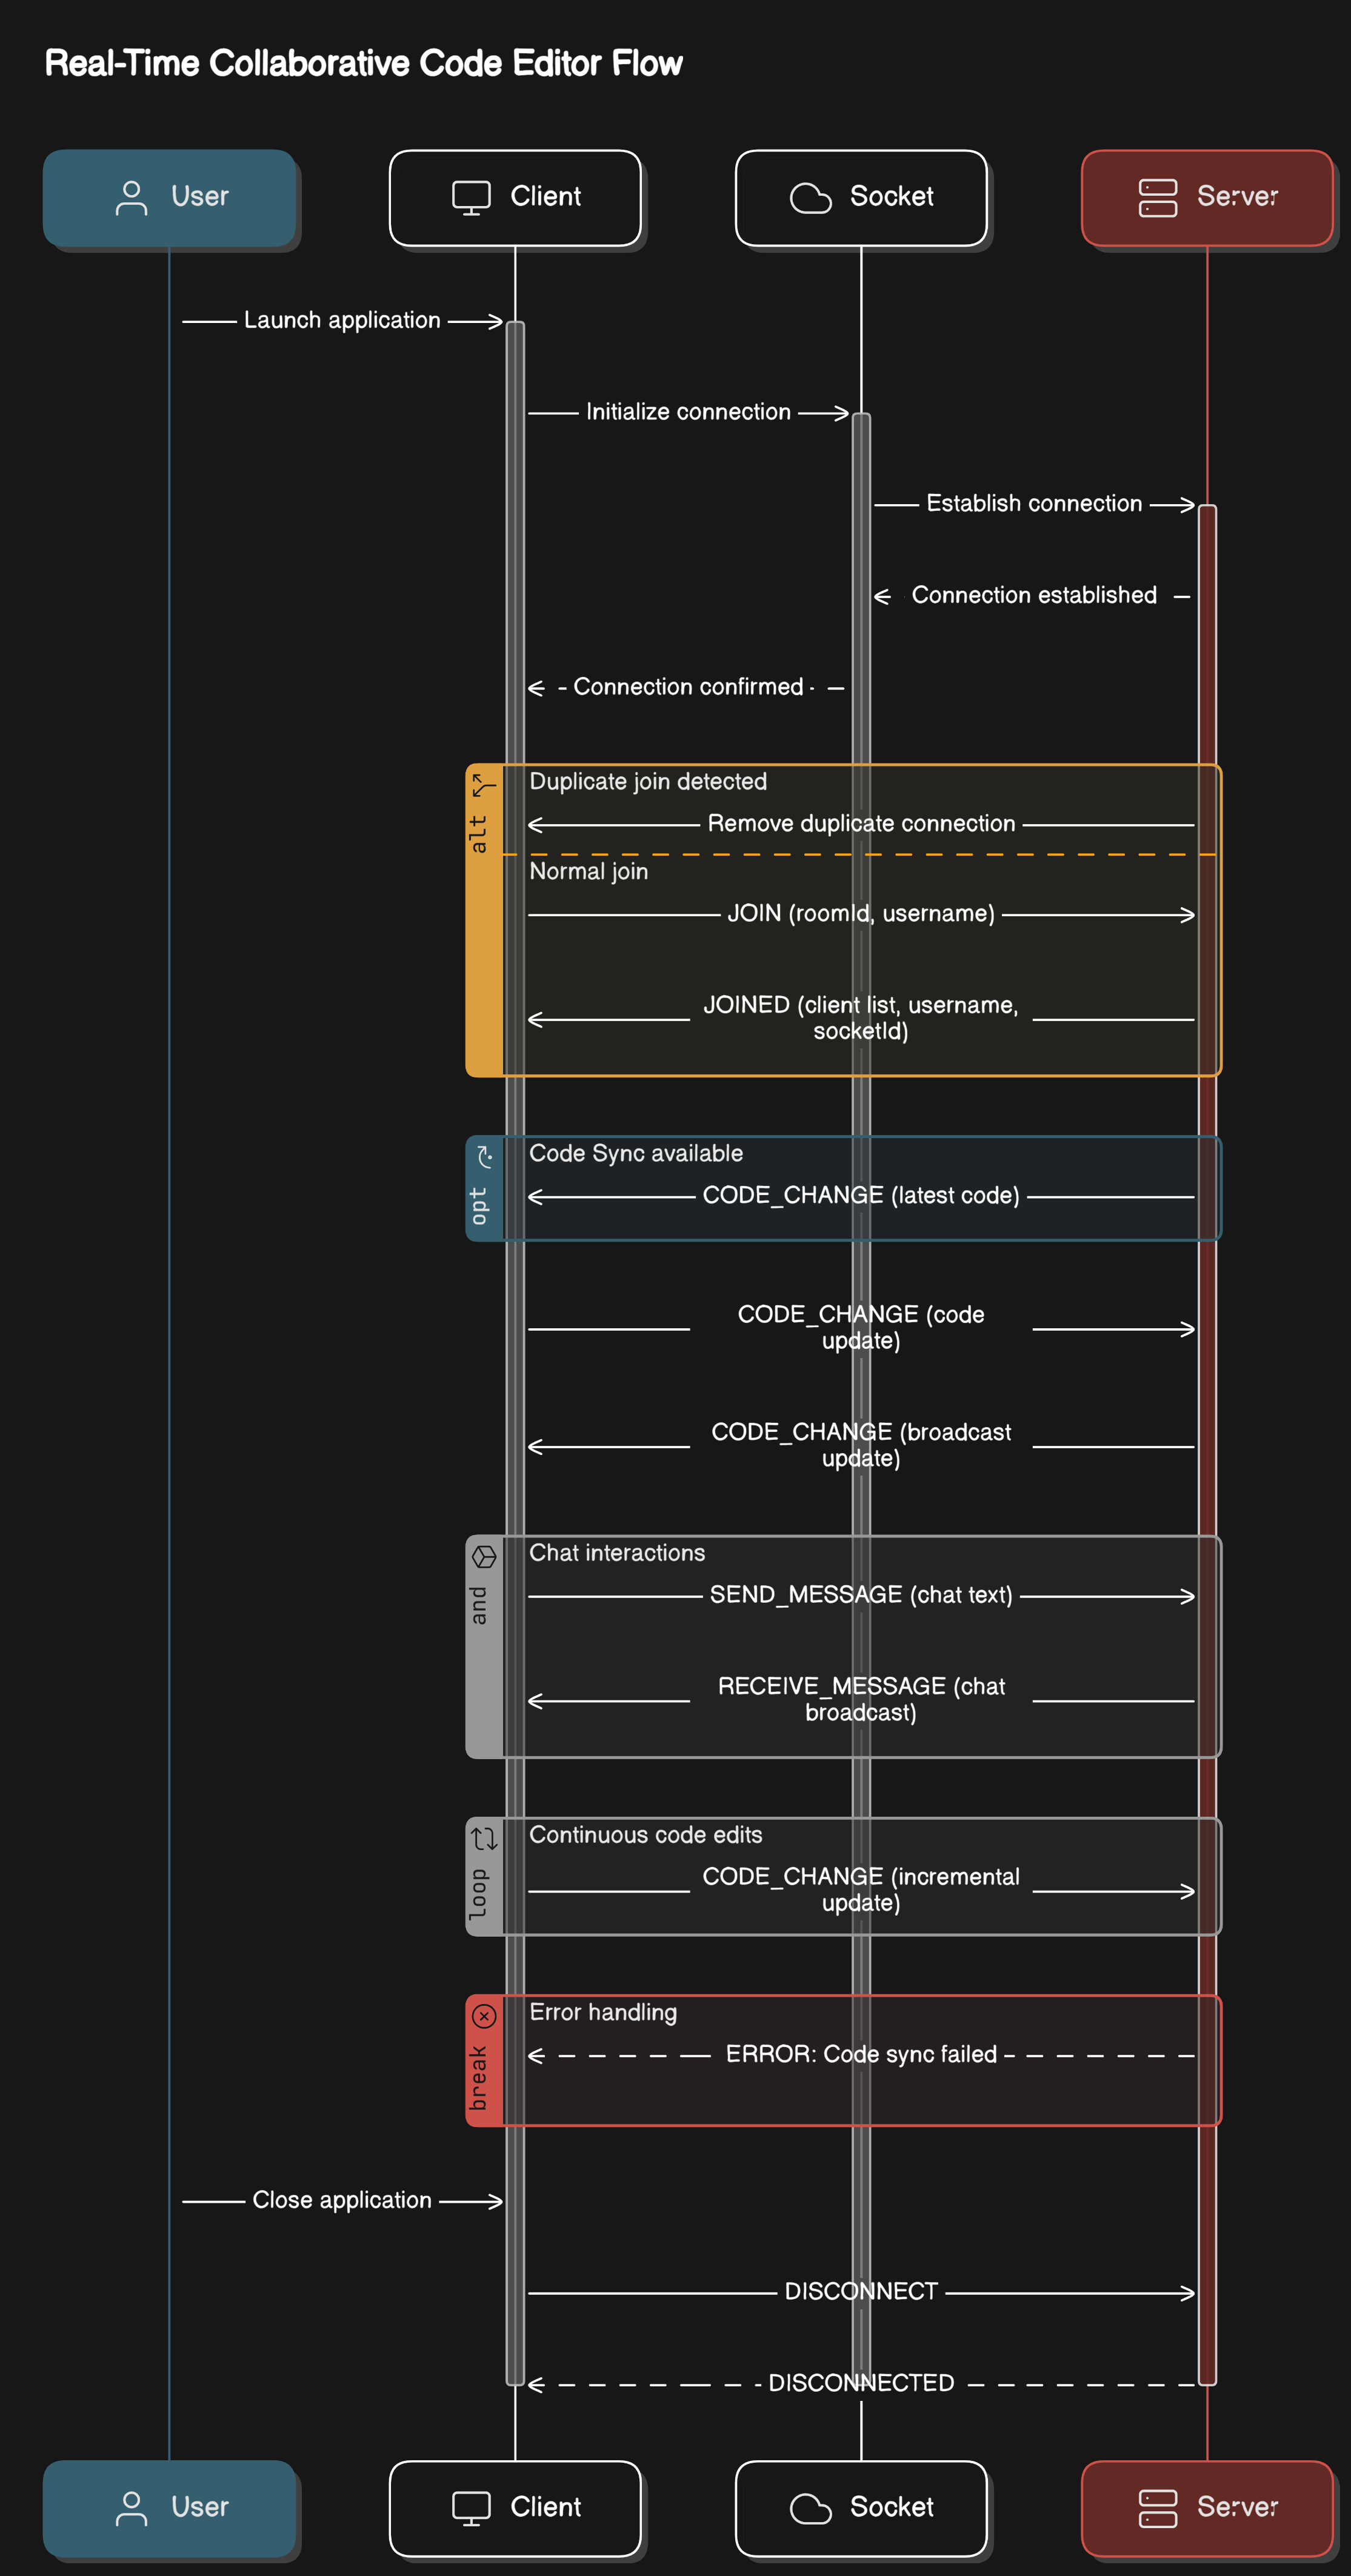 Real-Time Collaborative Code Editor Flow
User
Client
Socket
Server
Launch application
Initialize connection
Establish connection
Connection established
Connection confirmed
alt
Duplicate join detected
Remove duplicate connection
Normal join
JOIN (roomId, username)
JOINED (client list, username,
socketId)
opt
Code Sync available
CODE_CHANGE (latest code)
CODE_CHANGE (code
update)
CODE_CHANGE (broadcast
update)
and
Chat interactions
SEND_MESSAGE (chat text)
RECEIVE_MESSAGE (chat
broadcast)
loop
Continuous code edits
CODE_CHANGE (incremental
update)
break
Error handling
ERROR: Code sync failed
Close application
DISCONNECT
DISCONNECTED
User
Client
Socket
Server